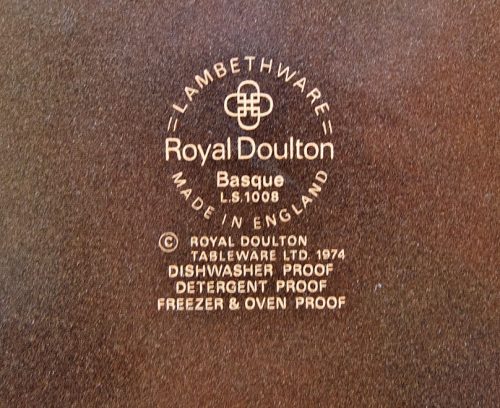 =LAMBETHWARE=
Royal Doulton
Basque
L.S.1008
MADE IN ENGLAND
© ROYAL DOULTON
TABLEWARE LTD. 1974
DISHWASHER PROOF
DETERGENT PROOF
FREEZER & OVEN PROOF